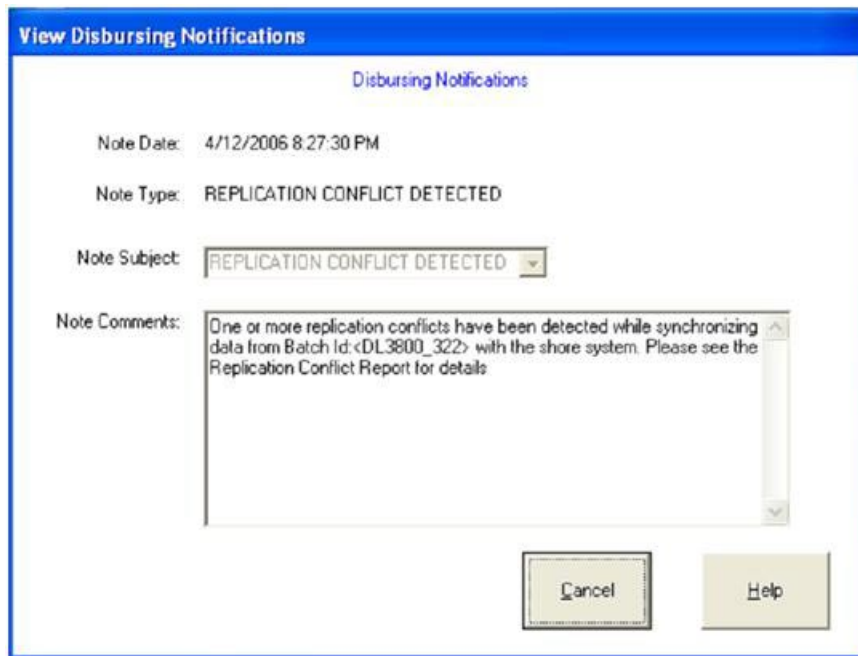 View Disbursing Notifications
Disbursing Notifications
Note Date: 4/12/2006 8:27:30 PM
Note Type: REPLICATION CONFLICT DETECTED
Note Subject: REPLICATION CONFLICT DETECTED
Note Comments: One or more replication conflicts have been detected while synchronizing
data from Batch Id:<DL3800_322> with the shore system. Please see the
Replication Conflict Report for details
Cancel Help